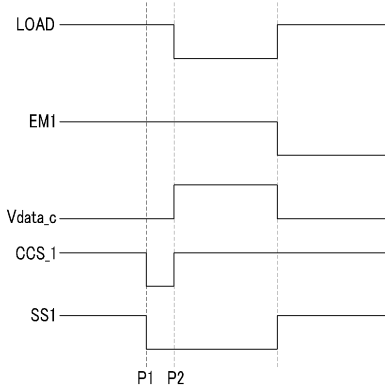 LOAD
EM1
Vdata_c
CCS_1
SS1
P1 P2